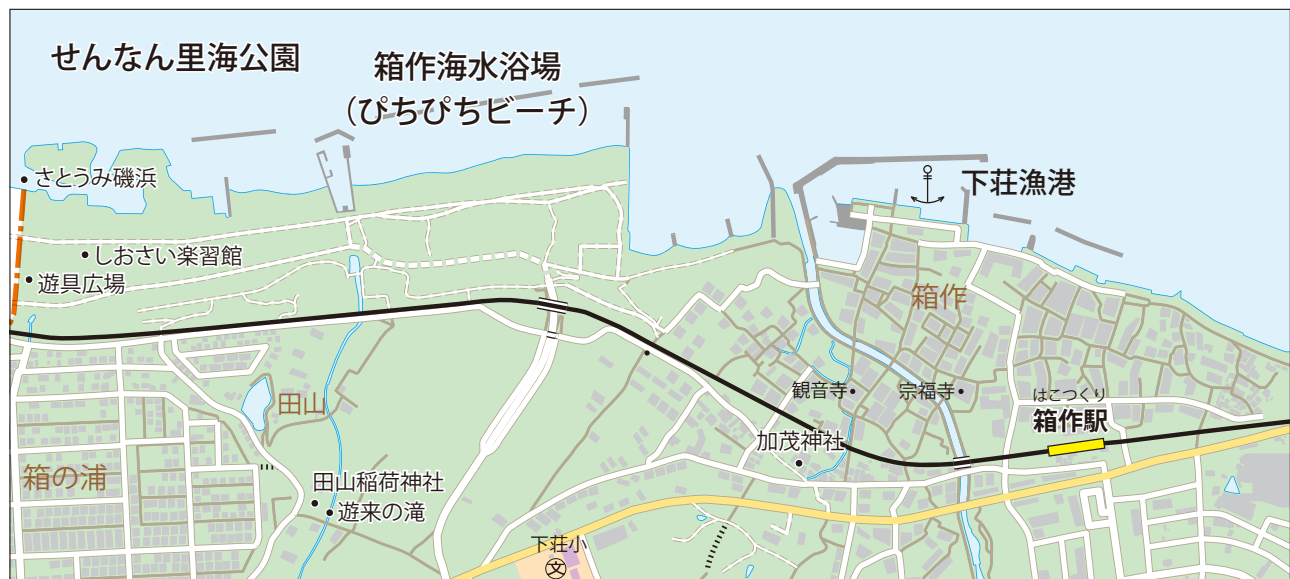 せんなん里海公園
箱作海水浴場
（ぴちぴちビーチ）
さとうみ磯浜
下荘漁港
しおさい楽習館
遊具広場
箱作
観音寺
宗福寺
はこつくり
箱作駅
田山
加茂神社
箱の浦
田山稲荷神社
遊来の滝
下荘小
文